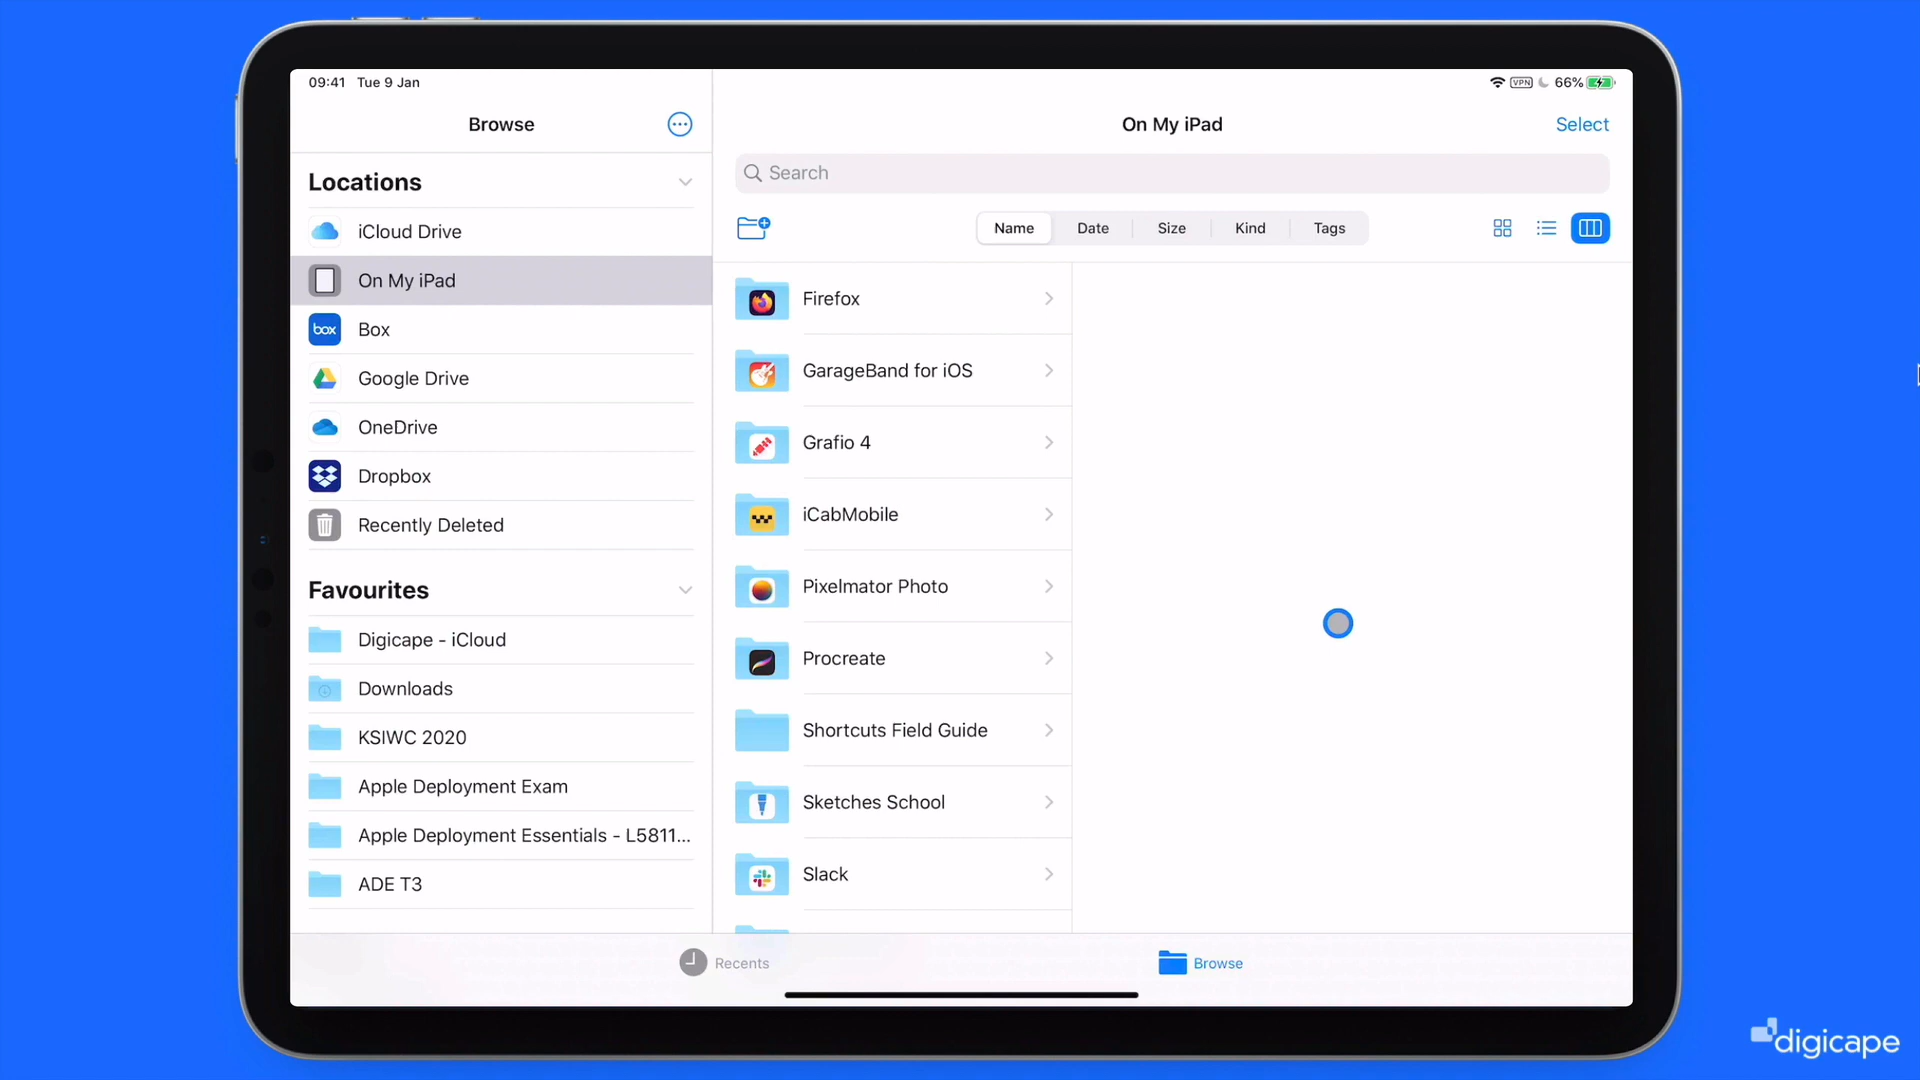 09:41 Tue 9 Jan
VPN 66%
Browse
On My iPad
Select
Locations
Search
iCloud Drive
Name
Date
Size
Kind
Tags
On My iPad
box Box
Google Drive
OneDrive
Dropbox
Recently Deleted
Favourites
Digicape - iCloud
Downloads
KSIWC 2020
Apple Deployment Exam
Apple Deployment Essentials - L5811...
ADE T3
Firefox
GarageBand for iOS
Grafio 4
iCabMobile
Pixelmator Photo
Procreate
Shortcuts Field Guide
Sketches School
Slack
Recents
Browse
digicape